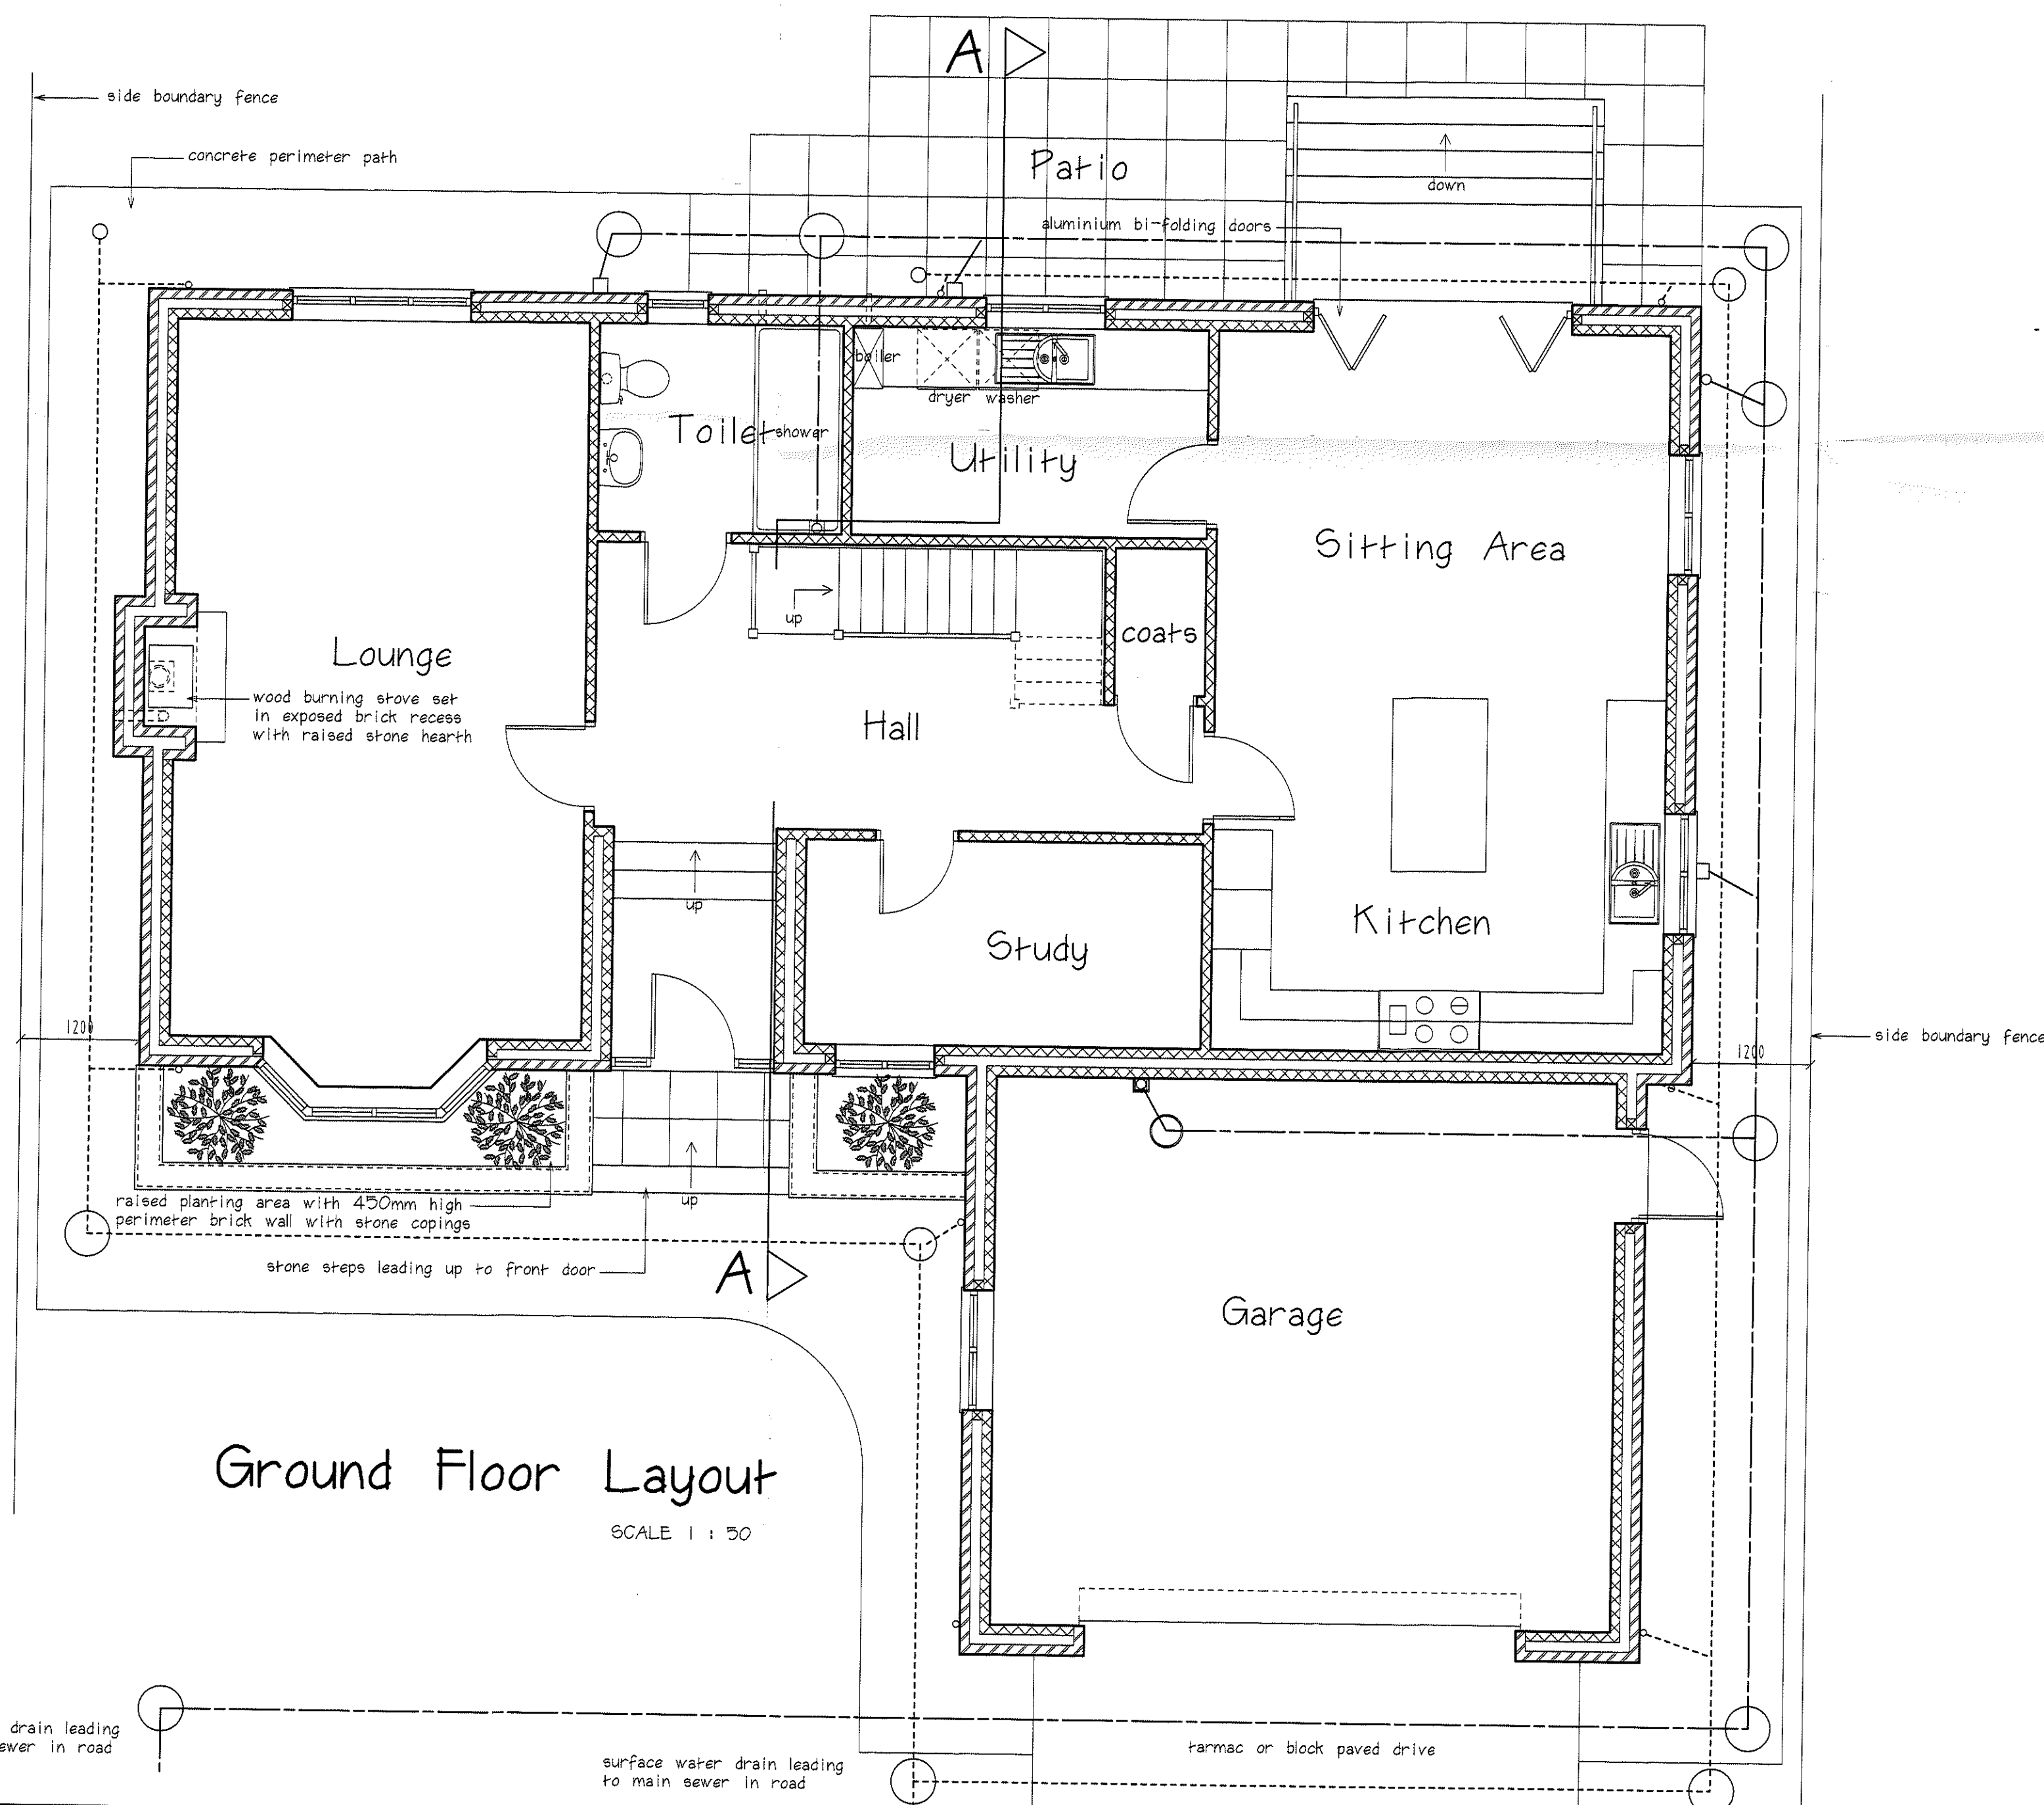 A
side boundary fence
concrete perimeter path
Patio
down
aluminium bi-folding doors
boiler
dryer washer
Toilet
shower
Utility
Sitting Area
up
coats
Lounge
wood burning stove set
in exposed brick recess
with raised stone hearth
Hall
up
Kitchen
Study
1200
1200
side boundary fence
raised planting area with 450mm high
perimeter brick wall with stone copings
up
stone steps leading up to front door
A
Garage
Ground Floor Layout
SCALE 1 : 50
drain leading
ewer in road
surface water drain leading
to main sewer in road
tarmac or block paved drive